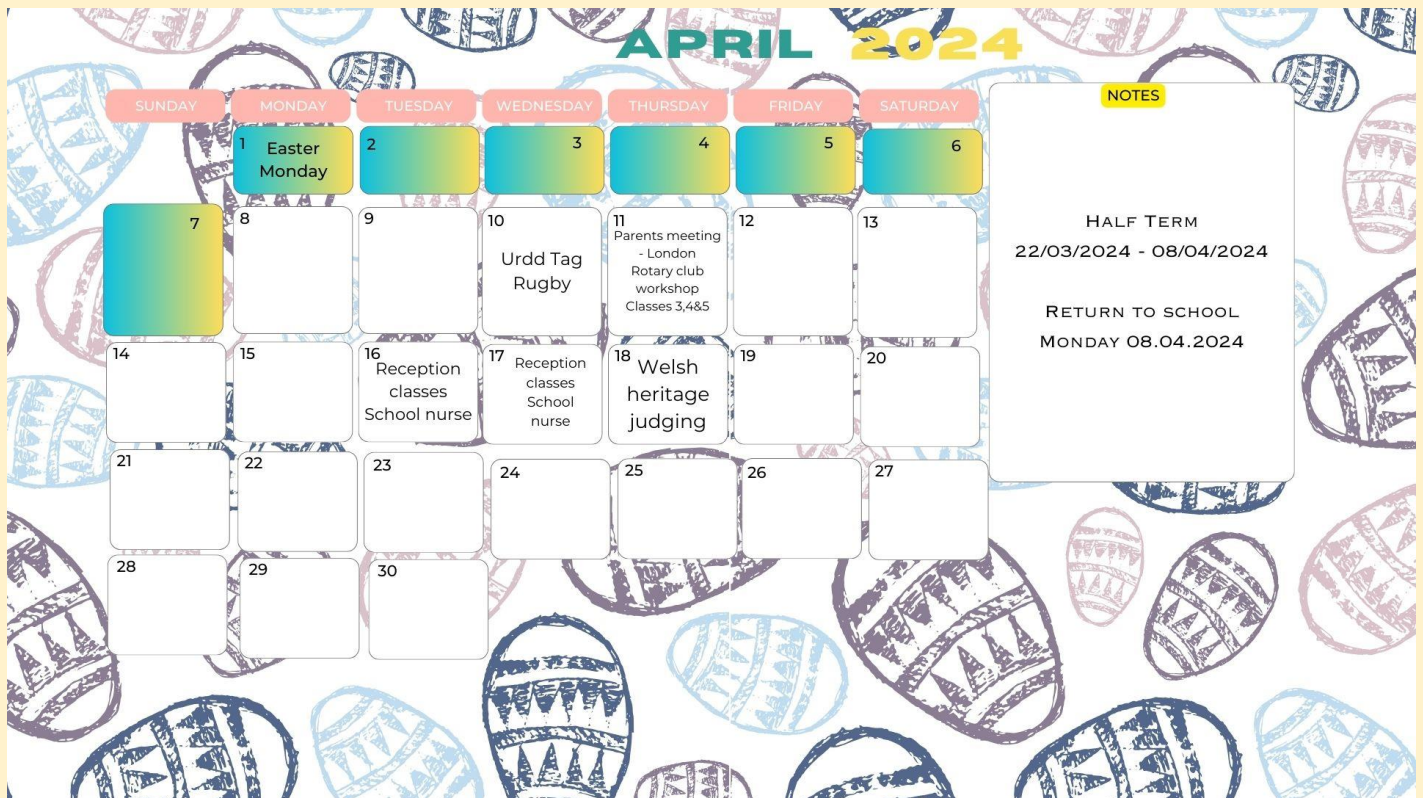 APRIL 2024
SUNDAY MONDAY TUESDAY WEDNESDAY THURSDAY FRIDAY SATURDAY
NOTES
1 Easter
Monday
2
3
4
5
6
7
8
9
10
Urdd Tag
Rugby
11
Parents meeting
- London
Rotary club
workshop
Classes 3,4&5
12
13
14
15
16
Reception
classes
School nurse
17 Reception
classes
School
nurse
18 Welsh
heritage
judging
19
20
21
22
23
24
25
26
27
28
29
30
Half Term
22/03/2024 - 08/04/2024
Return to school
Monday 08.04.2024